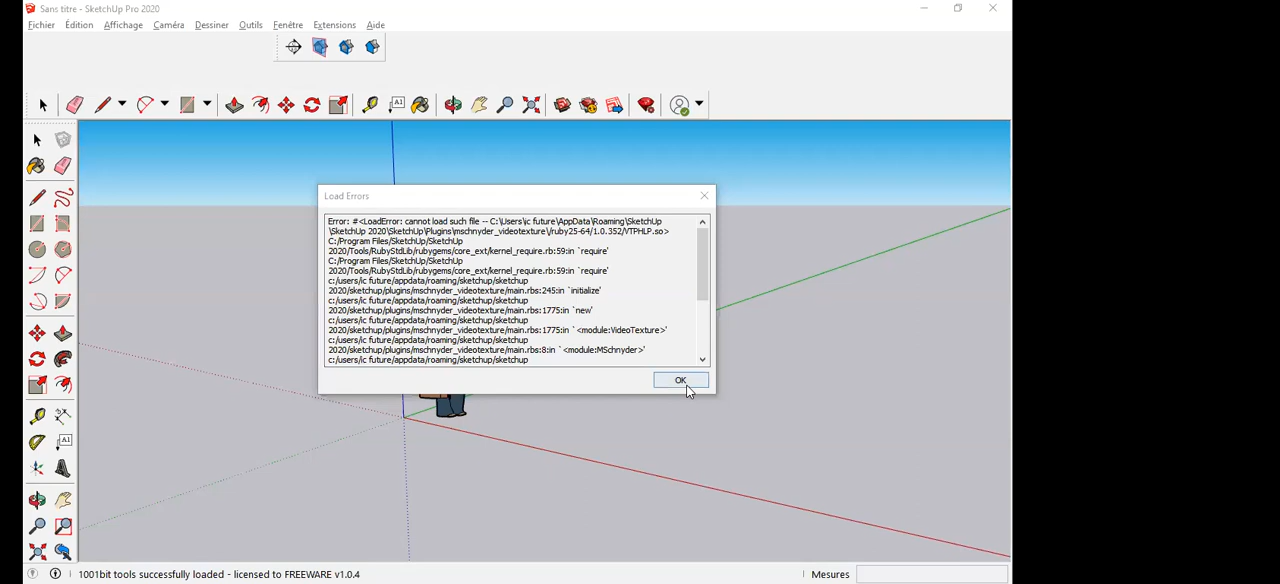 Sans titre - SketchUp Pro 2020
Fichier Édition Affichage Caméra Dessiner Outils Fenêtre Extensions Aide
A1
Load Errors
Error: #<LoadError: cannot load such file -- C:\Users\ic future\AppData\Roaming\SketchUp
\SketchUp 2020\SketchUp\Plugins\mschnyder_videotexture\/ruby25-64/1.0.352/VTPHLP.so>
C:/Program Files/SketchUp/SketchUp
2020/Tools/RubyStdLib/rubygems/core_ext/kernel_require.rb:59:in `require'
C:/Program Files/SketchUp/SketchUp
2020/Tools/RubyStdLib/rubygems/core_ext/kernel_require.rb:59:in `require'
c:/users/ic future/appdata/roaming/sketchup/sketchup
2020/sketchup/plugins/mschnyder_videotexture/main.rbs:245:in `initialize'
c:/users/ic future/appdata/roaming/sketchup/sketchup
2020/sketchup/plugins/mschnyder_videotexture/main.rbs:1775:in `new'
c:/users/ic future/appdata/roaming/sketchup/sketchup
2020/sketchup/plugins/mschnyder_videotexture/main.rbs:1775:in `<module:VideoTexture>'
c:/users/ic future/appdata/roaming/sketchup/sketchup
2020/sketchup/plugins/mschnyder_videotexture/main.rbs:8:in `<module:MSchnyder>'
c:/users/ic future/appdata/roaming/sketchup/sketchup
OK
A1
1001bit tools successfully loaded - licensed to FREEWARE v1.0.4
Mesures